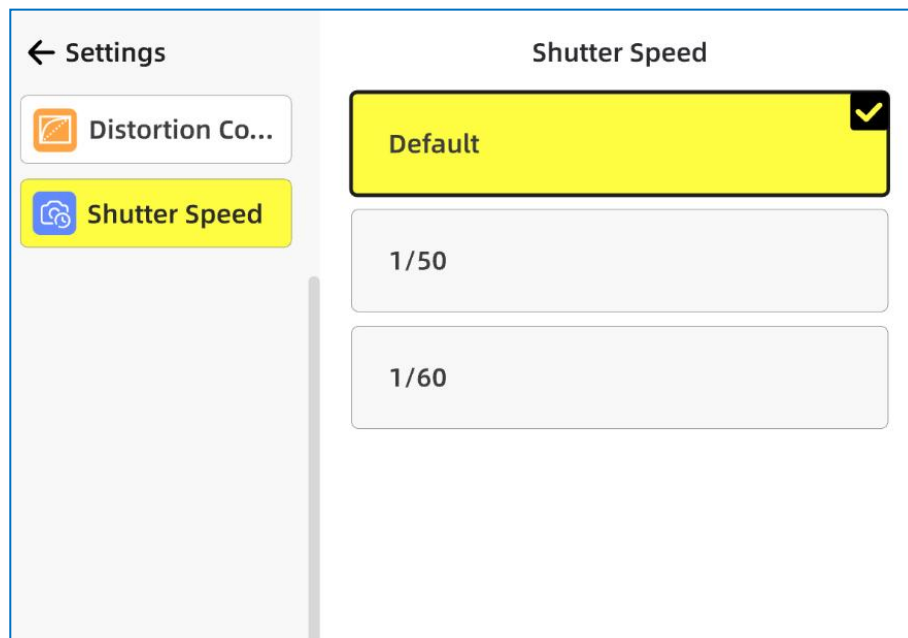 Settings
Distortion Co...
Shutter Speed
Shutter Speed
Default
1/50
1/60